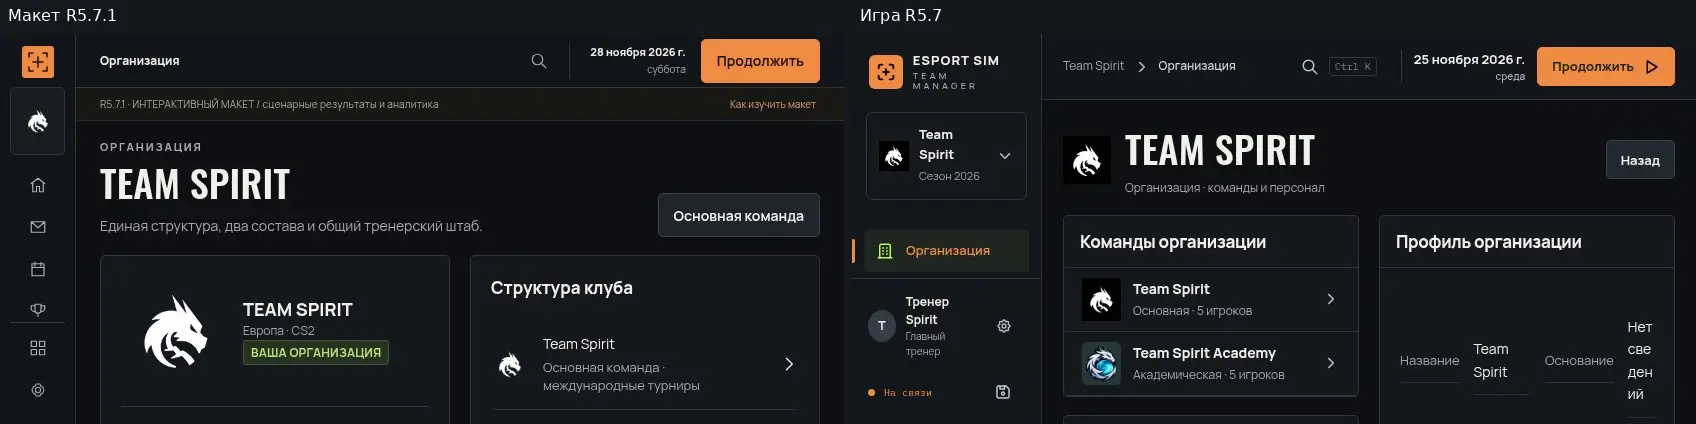 Макет R5.7.1
Организация
28 ноября 2026 г.
суббота
Продолжить
R5.7.1 · ИНТЕРАКТИВНЫЙ МАКЕТ / сценарные результаты и аналитика
Как изучить макет
ОРГАНИЗАЦИЯ
TEAM SPIRIT
Единая структура, два состава и общий тренерский штаб.
Основная команда
TEAM SPIRIT
Европа · CS2
ВАША ОРГАНИЗАЦИЯ
Структура клуба
Team Spirit
Основная команда ·
международные турниры
Игра R5.7
ESPORT SIM
TEAM
MANAGER
Team
Spirit
Сезон 2026
Организация
Тренер
Spirit
Главный
тренер
T
На связи
Team Spirit
Организация
Ctrl K
25 ноября 2026 г.
среда
Продолжить
TEAM SPIRIT
Организация · команды и персонал
Назад
Команды организации
Team Spirit
Основная · 5 игроков
Team Spirit Academy
Академическая · 5 игроков
Профиль организации
Название
Team
Spirit
Основание
Нет
све
ден
ий